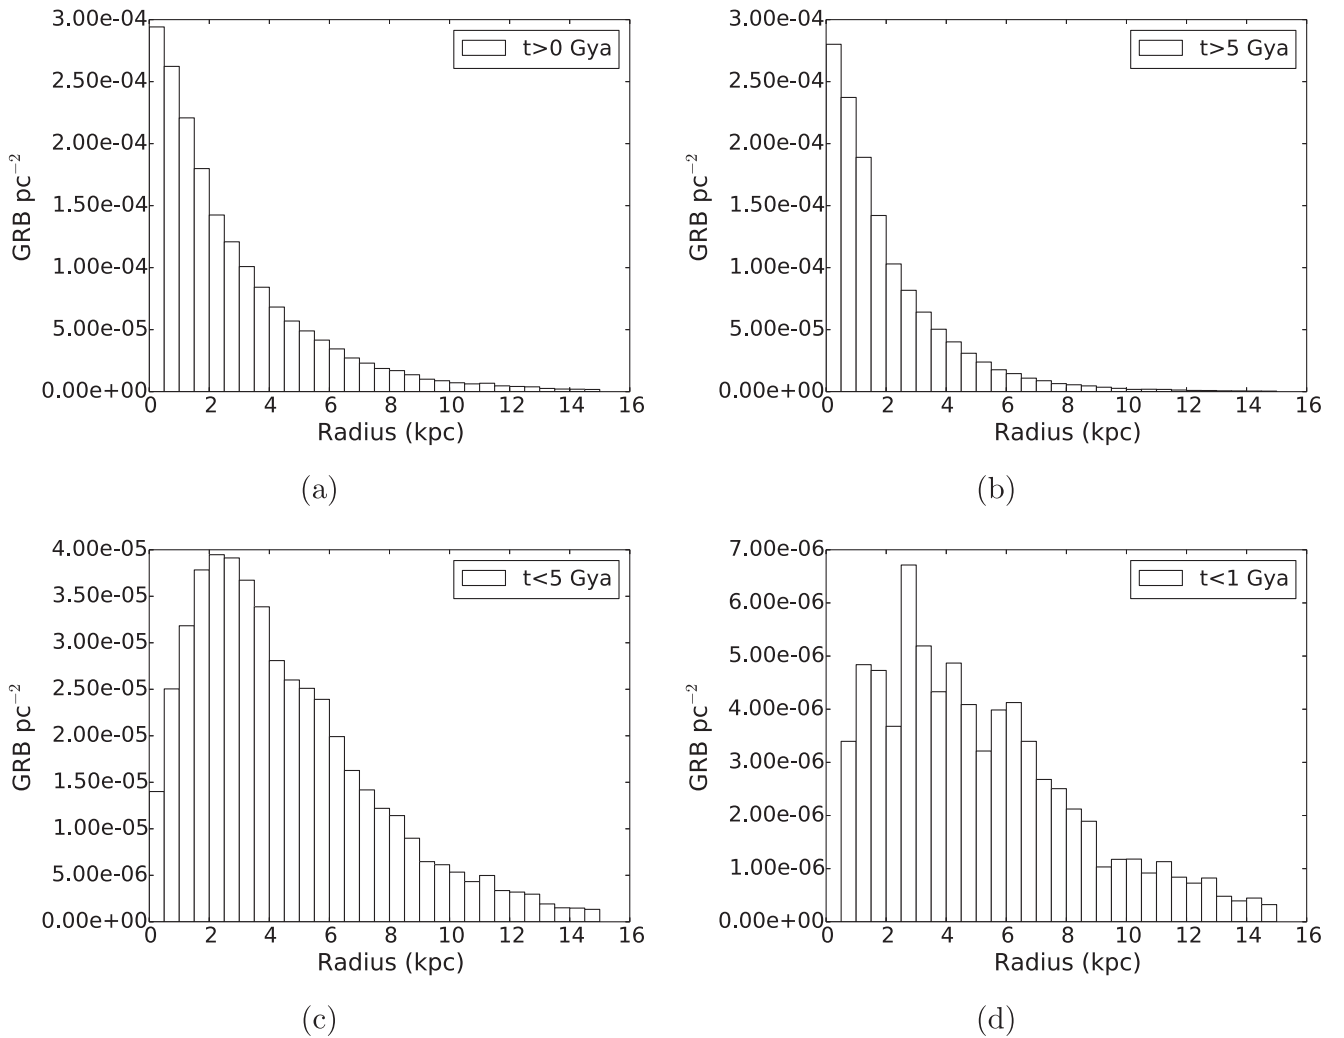 3.00e-04
2.50e-04
2.00e-04
1.50e-04
1.00e-04
5.00e-05
0.00e+00
GRB pc⁻²
t>0 Gya
0 2 4 6 8 10 12 14 16
Radius (kpc)
(a)
3.00e-04
2.50e-04
2.00e-04
1.50e-04
1.00e-04
5.00e-05
0.00e+00
GRB pc⁻²
t>5 Gya
0 2 4 6 8 10 12 14 16
Radius (kpc)
(b)
4.00e-05
3.50e-05
3.00e-05
2.50e-05
2.00e-05
1.50e-05
1.00e-05
5.00e-06
0.00e+00
GRB pc⁻²
t<5 Gya
0 2 4 6 8 10 12 14 16
Radius (kpc)
(c)
7.00e-06
6.00e-06
5.00e-06
4.00e-06
3.00e-06
2.00e-06
1.00e-06
0.00e+00
GRB pc⁻²
t<1 Gya
0 2 4 6 8 10 12 14 16
Radius (kpc)
(d)